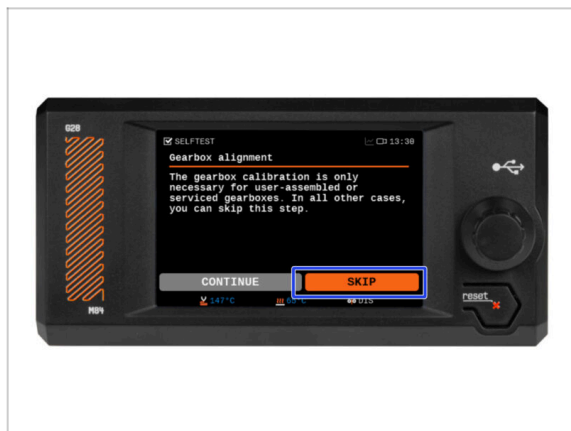 G28
SELFTEST
13:30
Gearbox alignment
The gearbox calibration is only
necessary for user-assembled or
serviced gearboxes. In all other cases,
you can skip this step.
CONTINUE
SKIP
147°C
DIS
reset
M84